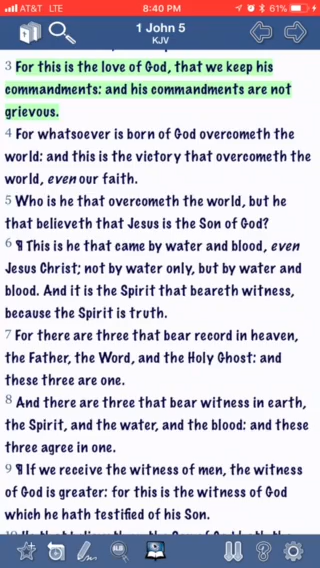 AT&T LTE 8:40 PM 61%
1 John 5
KJV
3 For this is the love of God, that we keep his
commandments: and his commandments are not
grievous.
4 For whatsoever is born of God overcometh the
world: and this is the victory that overcometh the
world, even our faith.
5 Who is he that overcometh the world, but he
that believeth that Jesus is the Son of God?
6 ¶ This is he that came by water and blood, even
Jesus Christ; not by water only, but by water and
blood. And it is the Spirit that beareth witness,
because the Spirit is truth.
7 For there are three that bear record in heaven,
the Father, the Word, and the Holy Ghost: and
these three are one.
8 And there are three that bear witness in earth,
the Spirit, and the water, and the blood: and these
three agree in one.
9 ¶ If we receive the witness of men, the witness
of God is greater: for this is the witness of God
which he hath testified of his Son.